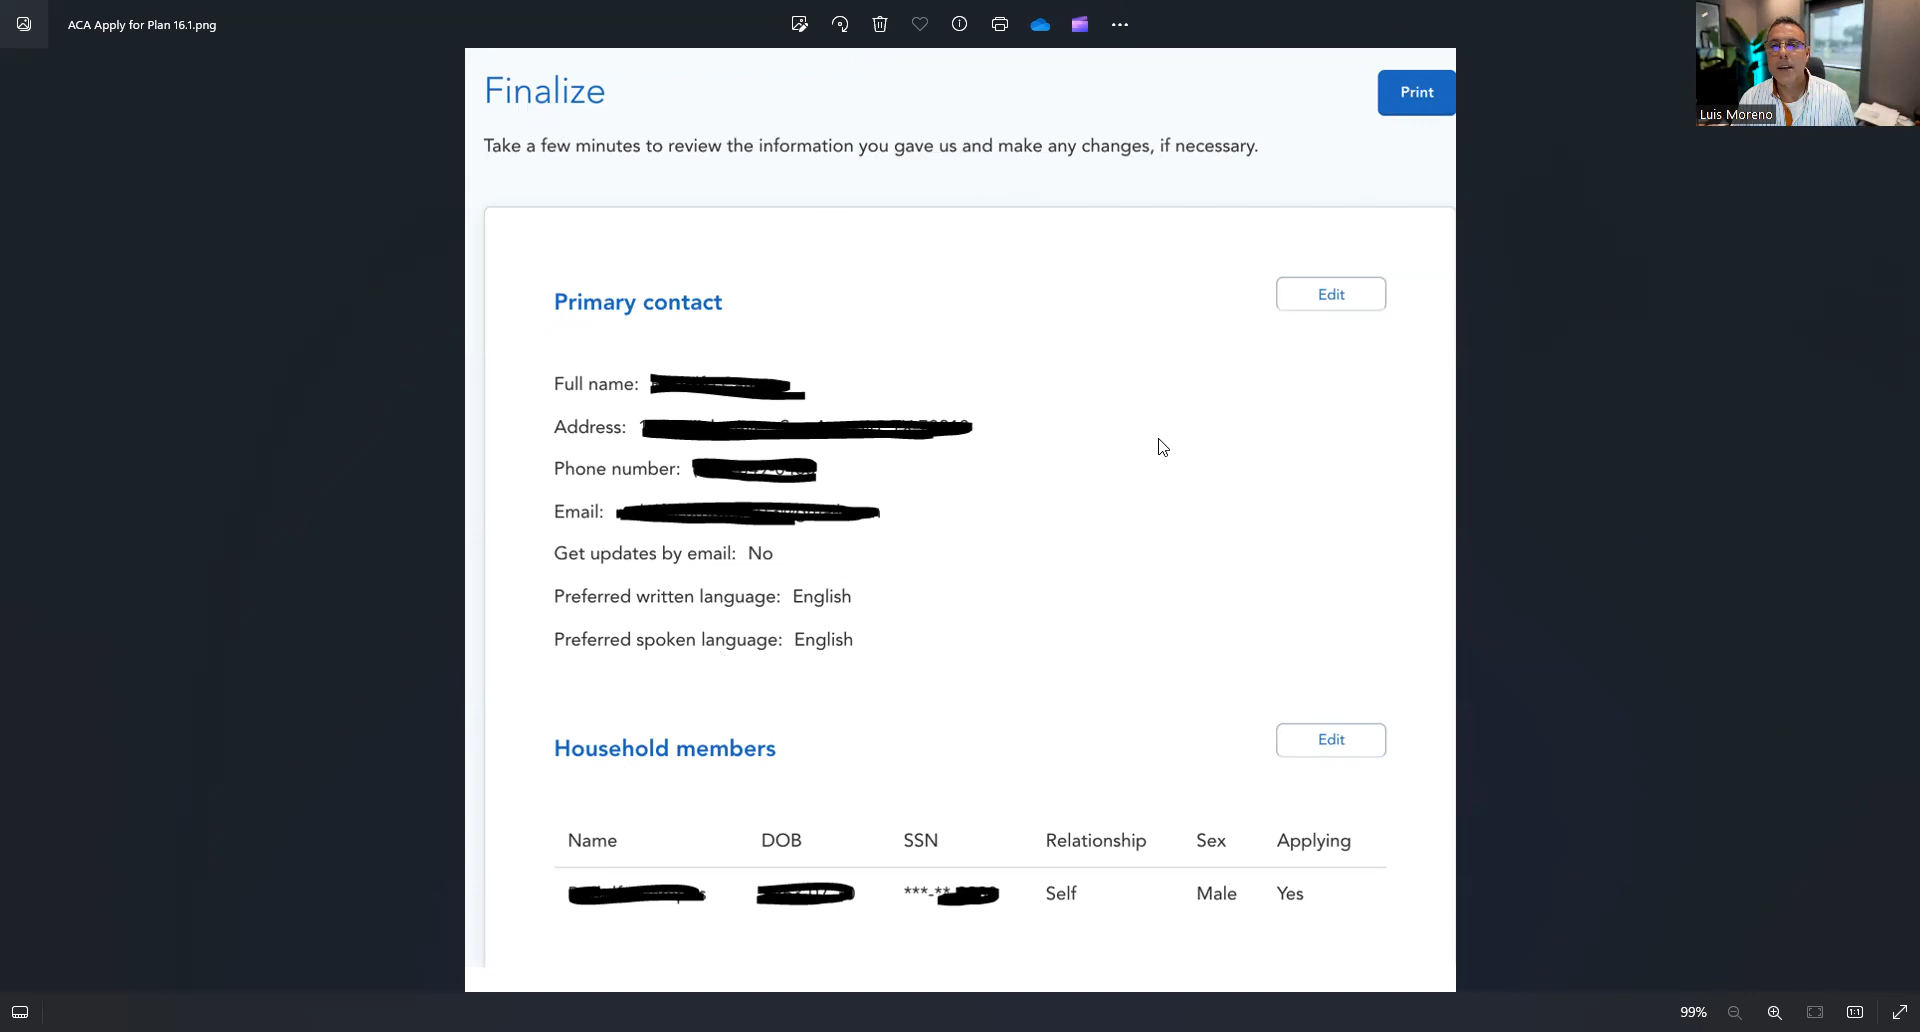 ACA Apply for Plan 16.1.png
Luis Moreno
Finalize
Print
Take a few minutes to review the information you gave us and make any changes, if necessary.
Primary contact
Edit
Full name:
Address:
Phone number:
Email:
Get updates by email: No
Preferred written language: English
Preferred spoken language: English
Household members
Edit
Name DOB SSN Relationship Sex Applying
***-** Self Male Yes
99%
1:1